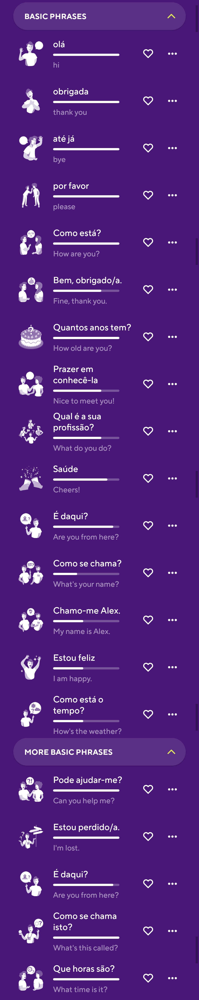 BASIC PHRASES
olá
hi
obrigada
thank you
até já
bye
por favor
please
Como está?
How are you?
Bem, obrigado/a.
Fine, thank you.
Quantos anos tem?
How old are you?
Prazer em
conhecê-la
Nice to meet you!
Qual é a sua
profissão?
What do you do?
Saúde
Cheers!
É daqui?
Are you from here?
Como se chama?
What's your name?
Chamo-me Alex.
My name is Alex.
Estou feliz
I am happy.
Como está o
tempo?
How's the weather?
MORE BASIC PHRASES
Pode ajudar-me?
Can you help me?
Estou perdido/a.
I'm lost.
É daqui?
Are you from here?
Como se chama
isto?
What's this called?
Que horas são?
What time is it?